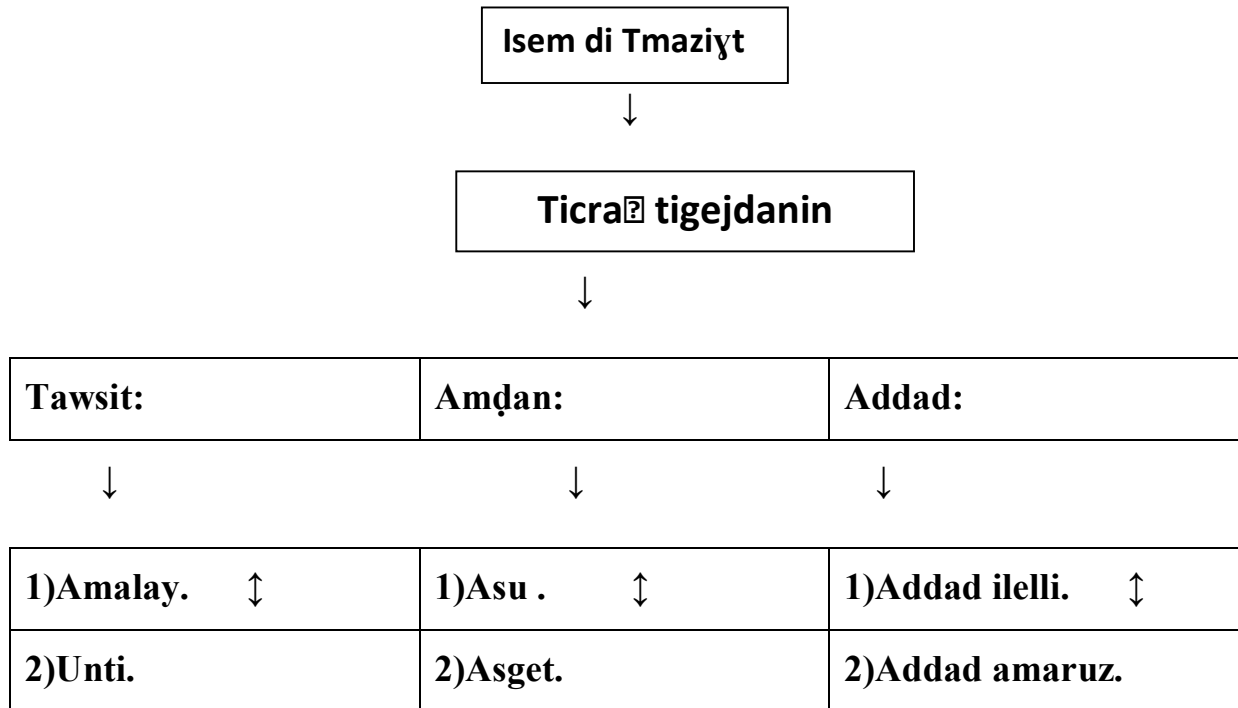 Isem di Tmaziɣt
↓
tigejdanin
↓
Tawsit: Amḍan: Addad:
↓ ↓ ↓
1)Amalay. ↕ 1)Asu . ↕ 1)Addad ilelli. ↕
2)Unti. 2)Asget. 2)Addad amaruz.